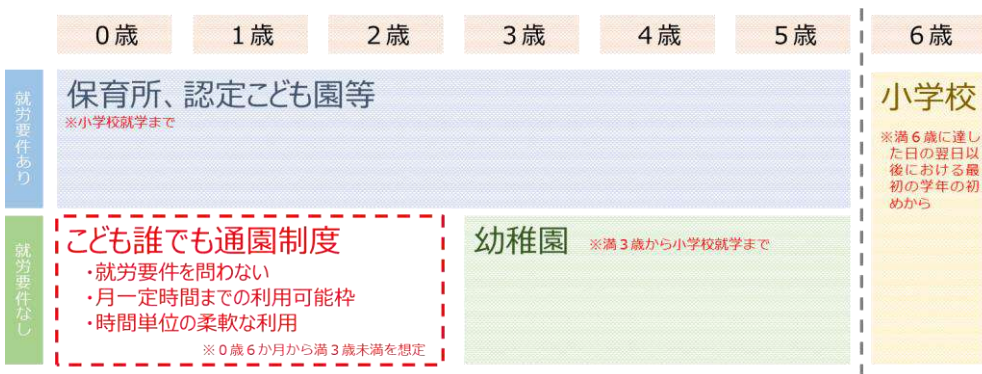 0歳 1歳 2歳 3歳 4歳 5歳 6歳
就労要件あり
保育所、認定こども園等
※小学校就学まで
小学校
※満6歳に達し
た日の翌日以
後における最
初の学年の初
めから
就労要件なし
こども誰でも通園制度
・就労要件を問わない
・月一定時間までの利用可能枠
・時間単位の柔軟な利用
※0歳6か月から満3歳未満を想定
幼稚園 ※満3歳から小学校就学まで